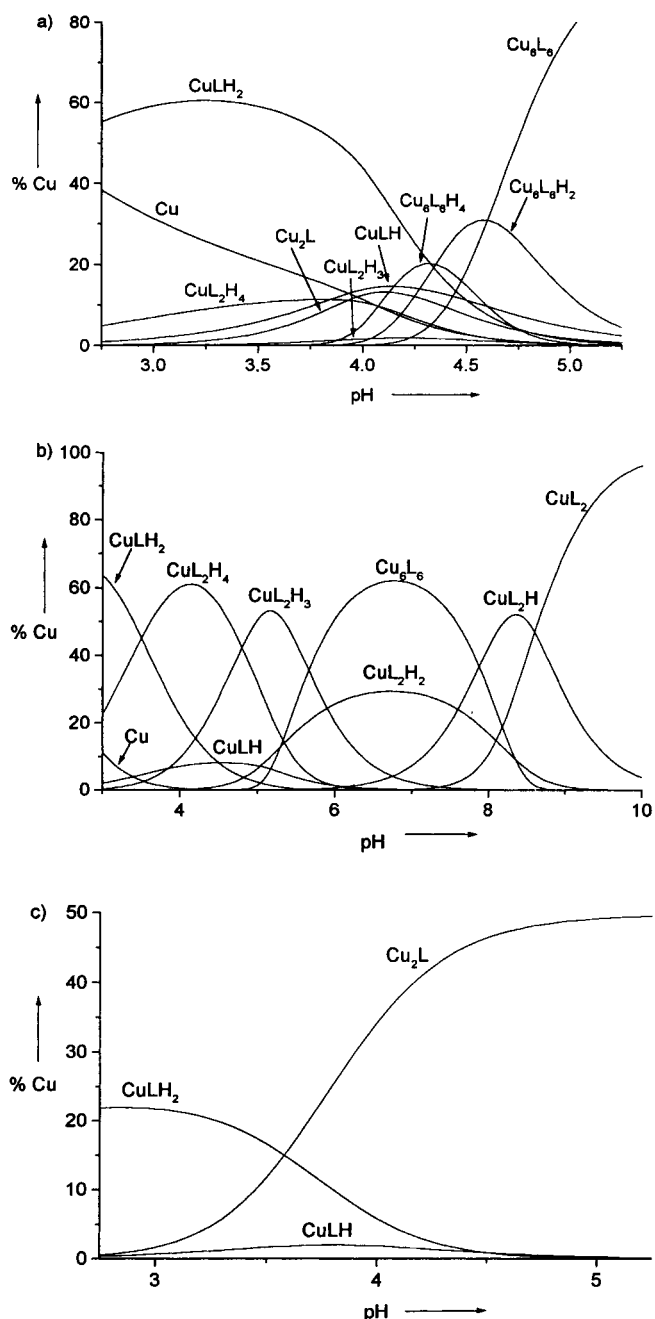 a)
80
60
40
20
0
% Cu
CuLH₂
Cu
Cu₂L
CuL₂H₄
CuL₂H₃
CuLH
Cu₆L₆H₄
Cu₆L₆H₂
Cu₆L₆
3.0 3.5 4.0 4.5 5.0
pH
b)
100
80
60
40
20
0
% Cu
CuLH₂
CuL₂H₄
CuL₂H₃
Cu₆L₆
CuL₂H
CuL₂
CuL₂H₂
Cu
CuLH
4 6 8 10
pH
c)
50
40
30
20
10
0
% Cu
Cu₂L
CuLH₂
CuLH
3 4 5
pH